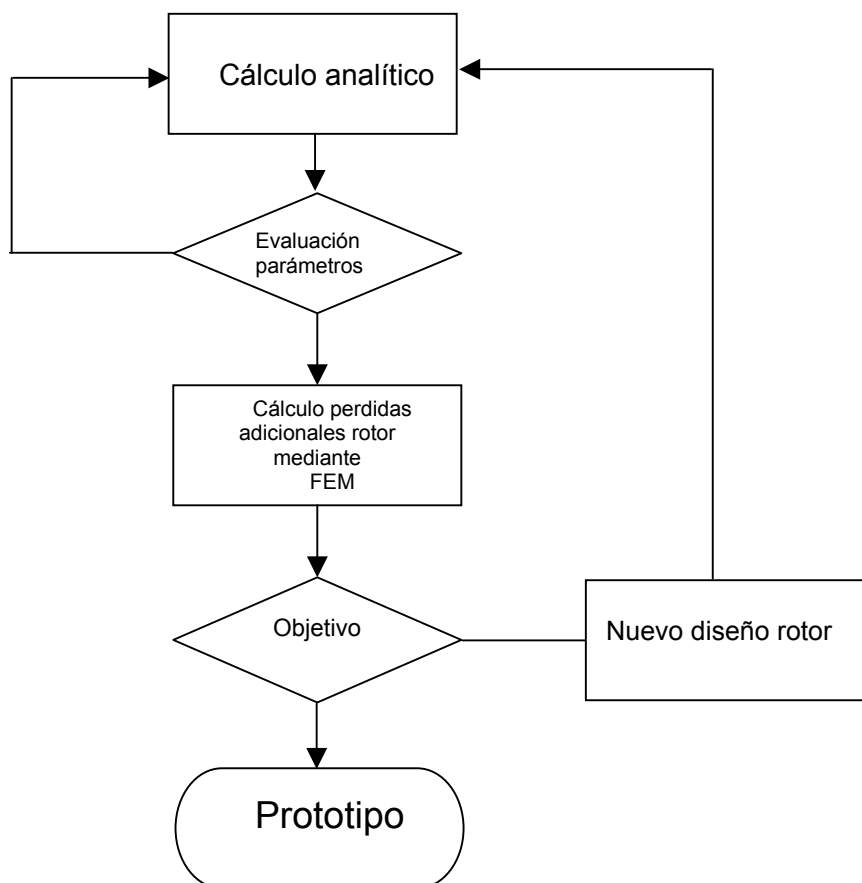 Cálculo analítico
Evaluación
parámetros
Cálculo perdidas
adicionales rotor
mediante
FEM
Objetivo
Nuevo diseño rotor
Prototipo